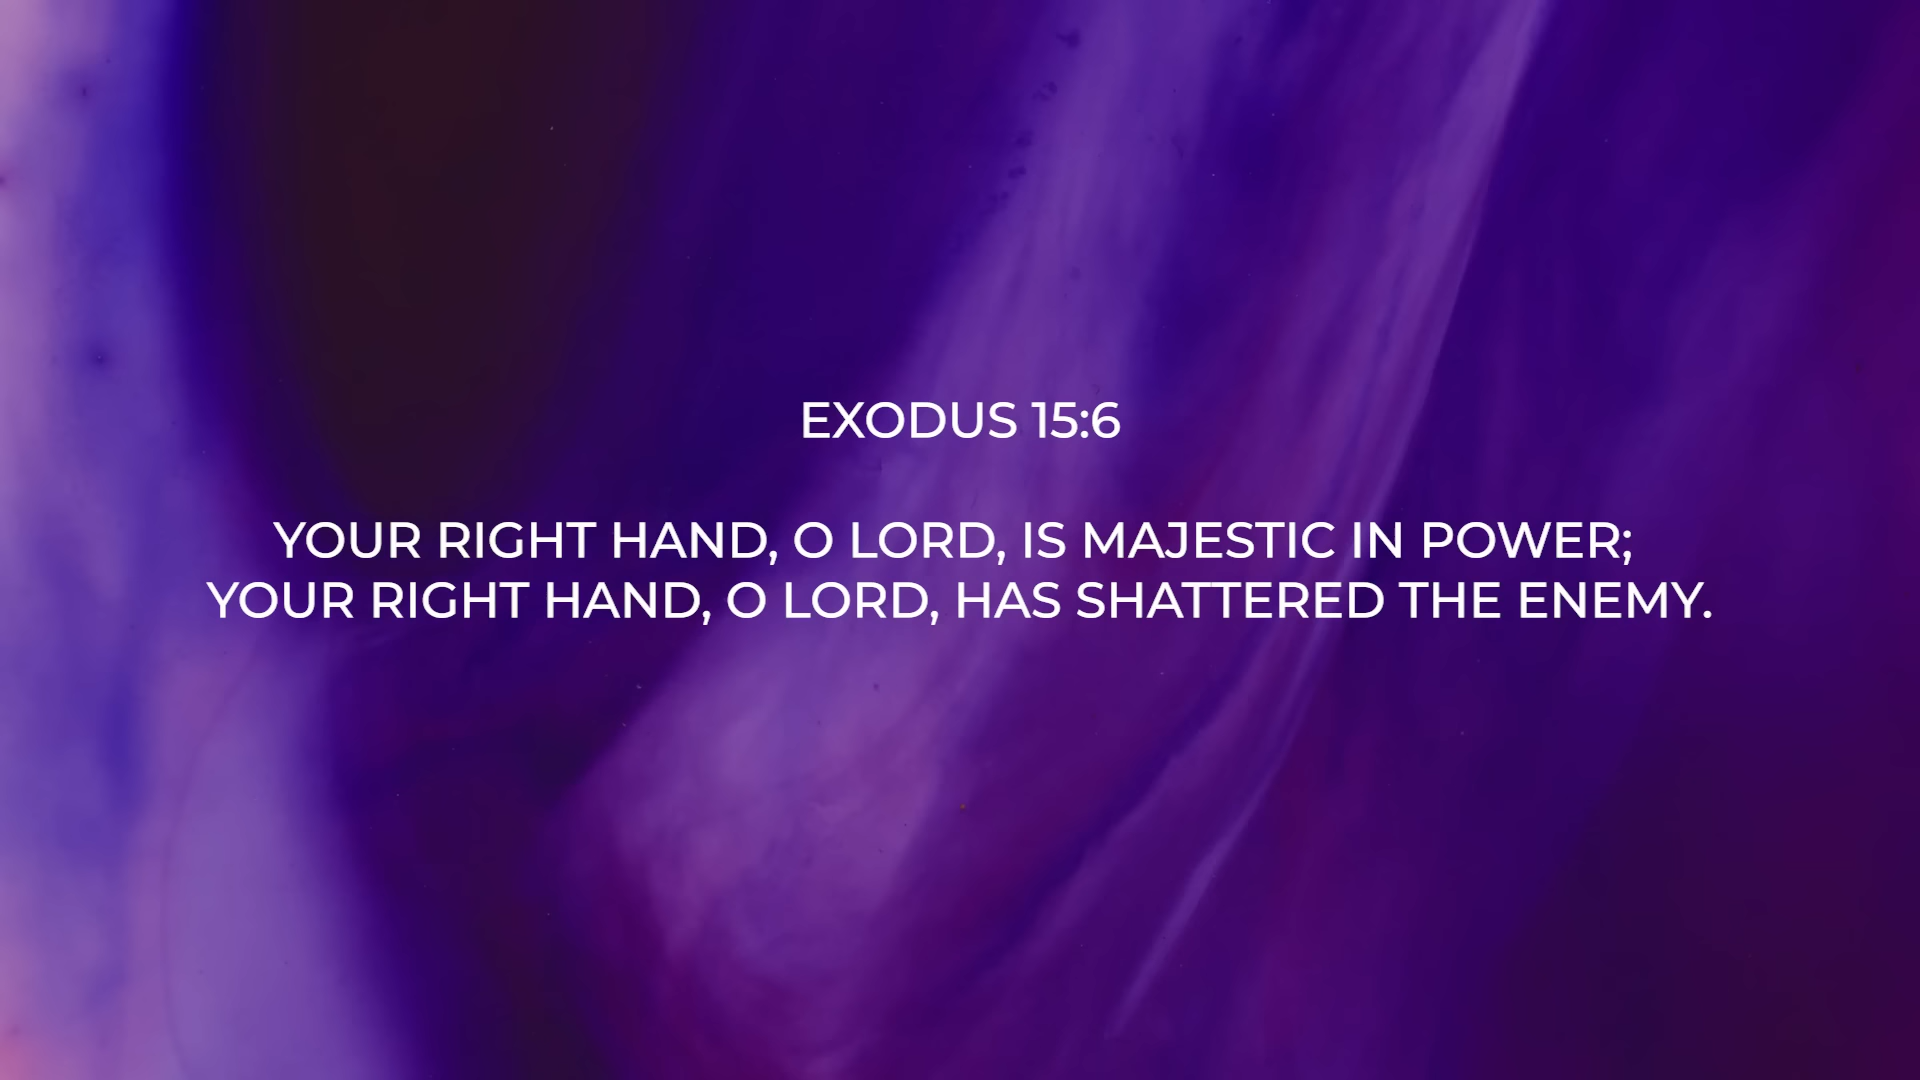 EXODUS 15:6
YOUR RIGHT HAND, O LORD, IS MAJESTIC IN POWER;
YOUR RIGHT HAND, O LORD, HAS SHATTERED THE ENEMY.